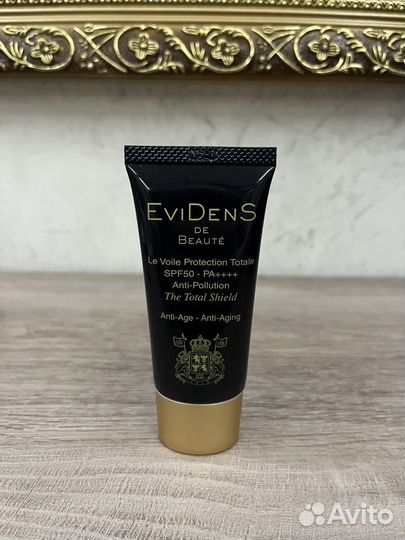 EviDenS
DE
BEAUTÉ
Le Voile Protection Totale
SPF50 - PA++++
Anti-Pollution
The Total Shield
Anti-Age - Anti-Aging
Avito